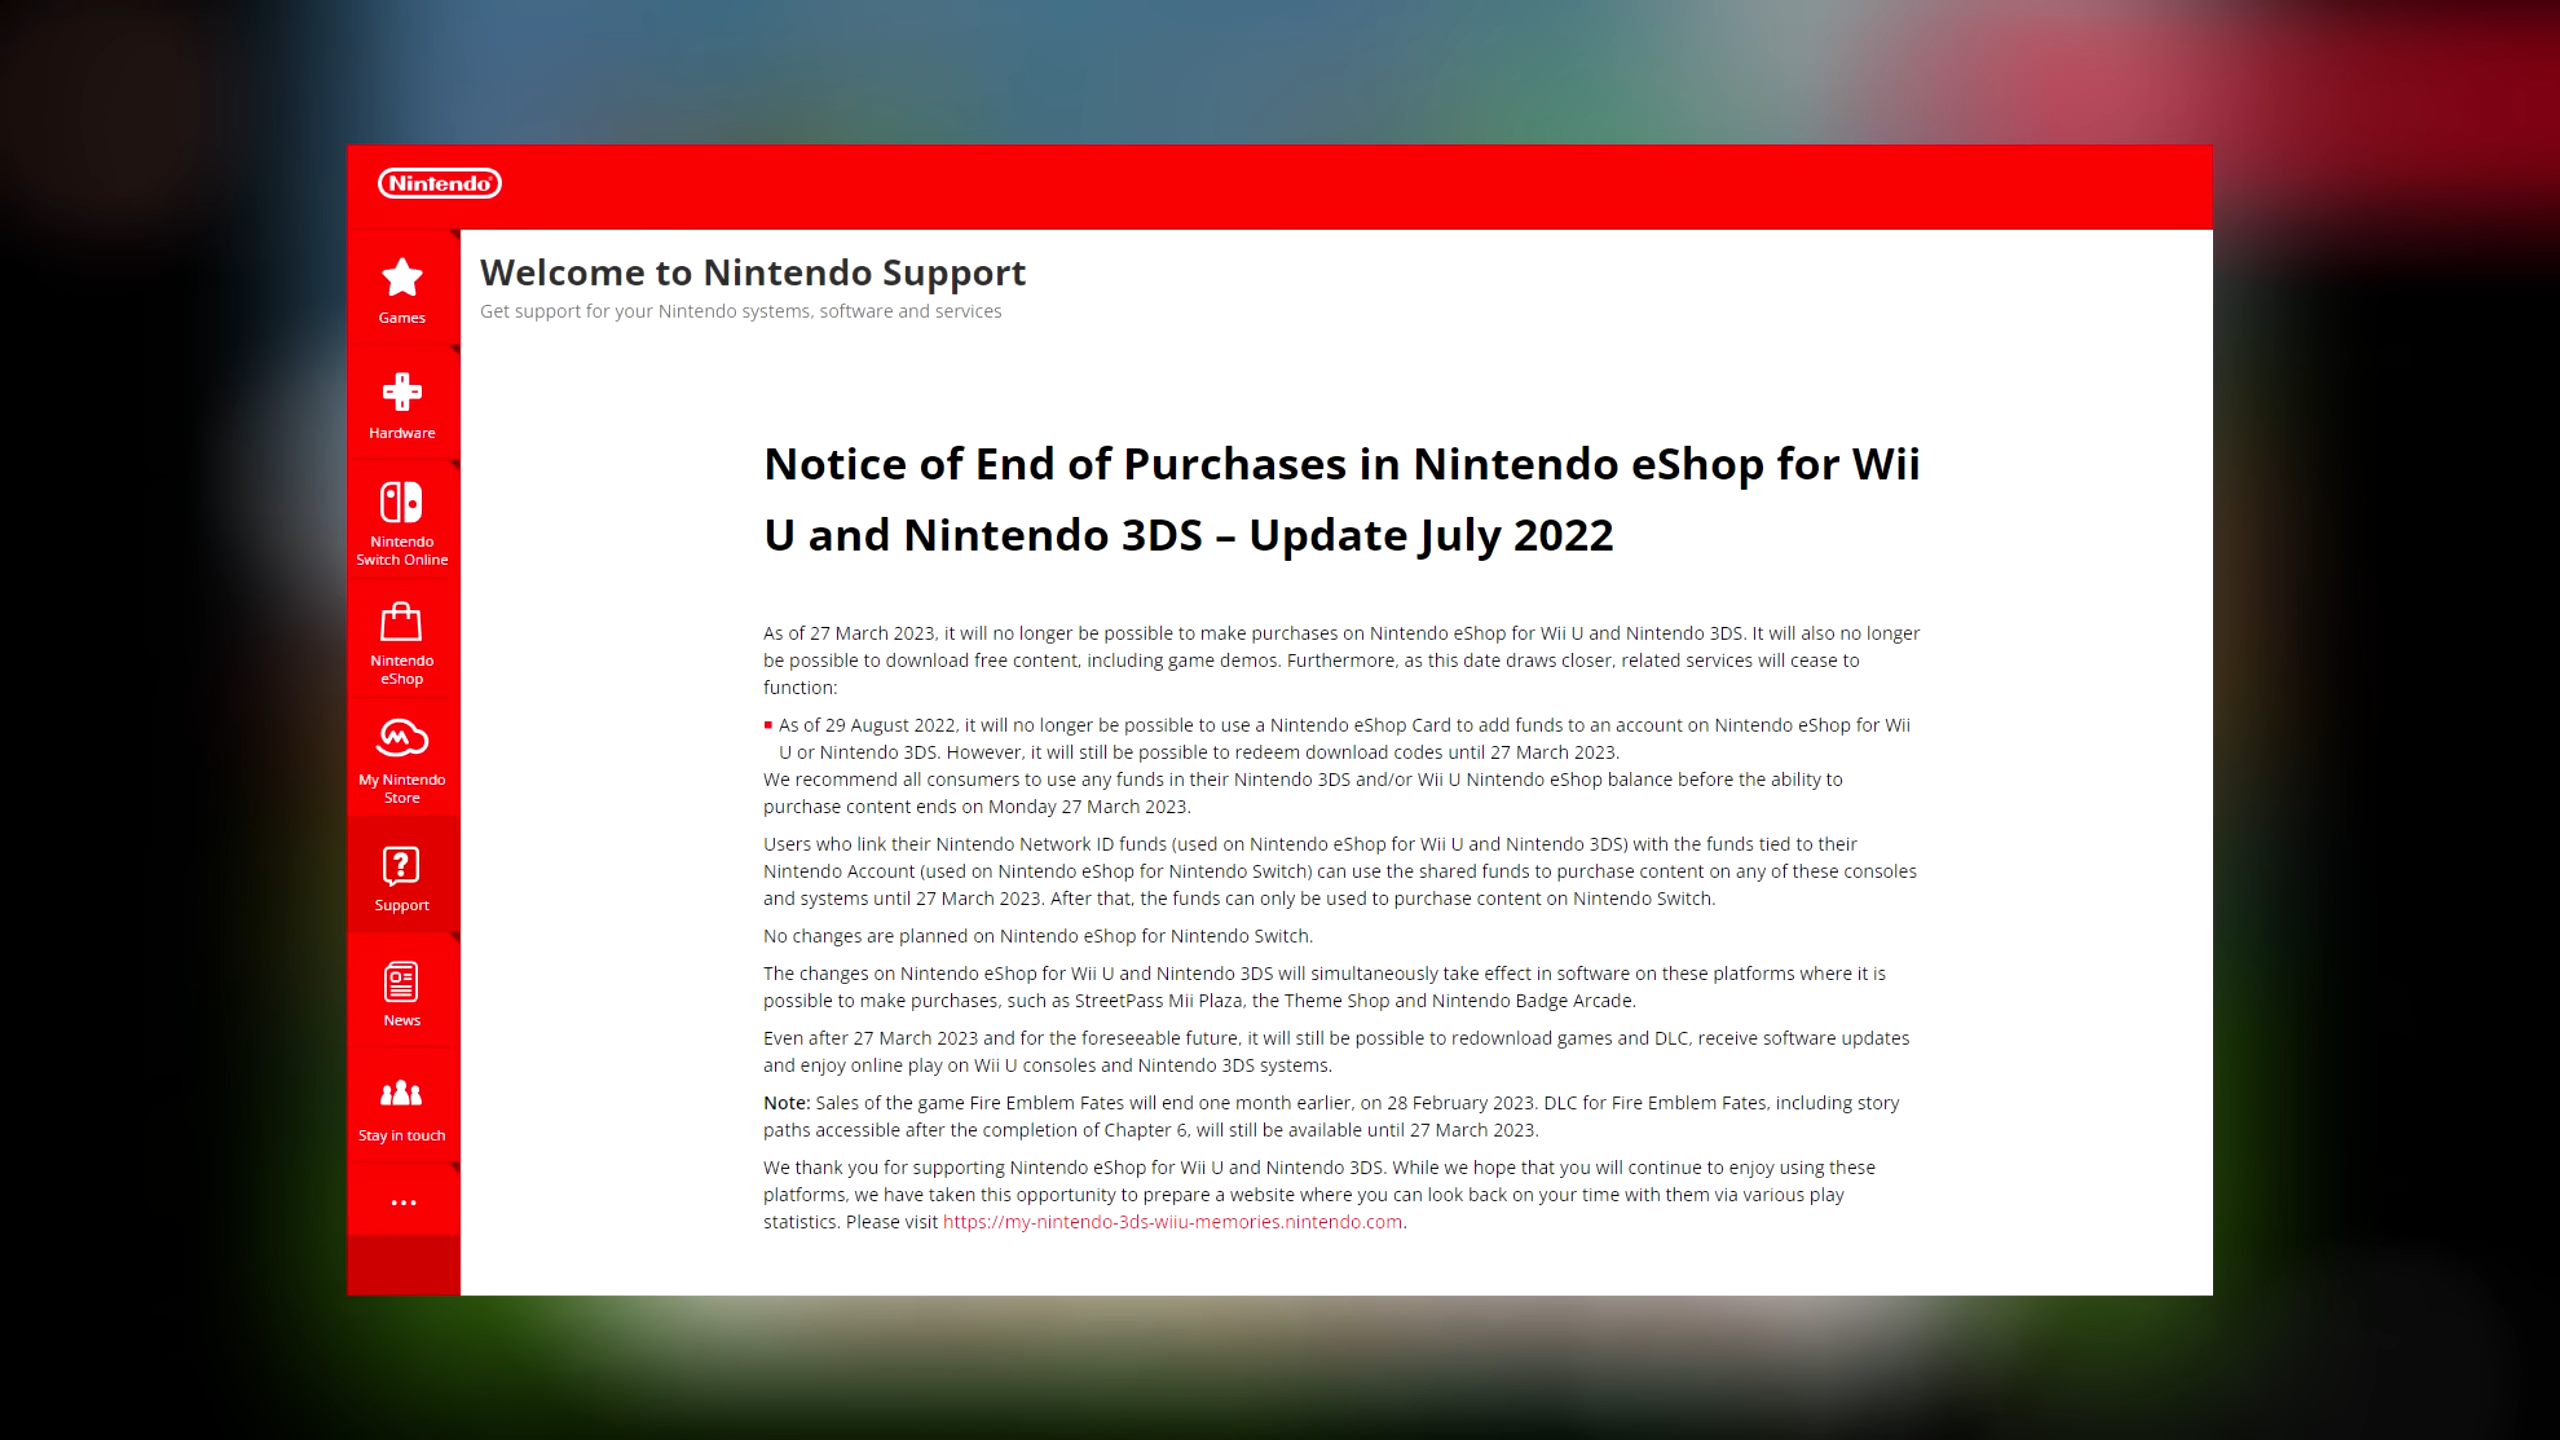 Nintendo
Games
Hardware
Nintendo
Switch Online
Nintendo
eShop
My Nintendo
Store
Support
News
Stay in touch
Welcome to Nintendo Support
Get support for your Nintendo systems, software and services
Notice of End of Purchases in Nintendo eShop for Wii
U and Nintendo 3DS – Update July 2022
As of 27 March 2023, it will no longer be possible to make purchases on Nintendo eShop for Wii U and Nintendo 3DS. It will also no longer
be possible to download free content, including game demos. Furthermore, as this date draws closer, related services will cease to
function:
As of 29 August 2022, it will no longer be possible to use a Nintendo eShop Card to add funds to an account on Nintendo eShop for Wii
U or Nintendo 3DS. However, it will still be possible to redeem download codes until 27 March 2023.
We recommend all consumers to use any funds in their Nintendo 3DS and/or Wii U Nintendo eShop balance before the ability to
purchase content ends on Monday 27 March 2023.
Users who link their Nintendo Network ID funds (used on Nintendo eShop for Wii U and Nintendo 3DS) with the funds tied to their
Nintendo Account (used on Nintendo eShop for Nintendo Switch) can use the shared funds to purchase content on any of these consoles
and systems until 27 March 2023. After that, the funds can only be used to purchase content on Nintendo Switch.
No changes are planned on Nintendo eShop for Nintendo Switch.
The changes on Nintendo eShop for Wii U and Nintendo 3DS will simultaneously take effect in software on these platforms where it is
possible to make purchases, such as StreetPass Mii Plaza, the Theme Shop and Nintendo Badge Arcade.
Even after 27 March 2023 and for the foreseeable future, it will still be possible to redownload games and DLC, receive software updates
and enjoy online play on Wii U consoles and Nintendo 3DS systems.
Note: Sales of the game Fire Emblem Fates will end one month earlier, on 28 February 2023. DLC for Fire Emblem Fates, including story
paths accessible after the completion of Chapter 6, will still be available until 27 March 2023.
We thank you for supporting Nintendo eShop for Wii U and Nintendo 3DS. While we hope that you will continue to enjoy using these
platforms, we have taken this opportunity to prepare a website where you can look back on your time with them via various play
statistics. Please visit https://my-nintendo-3ds-wiiu-memories.nintendo.com.